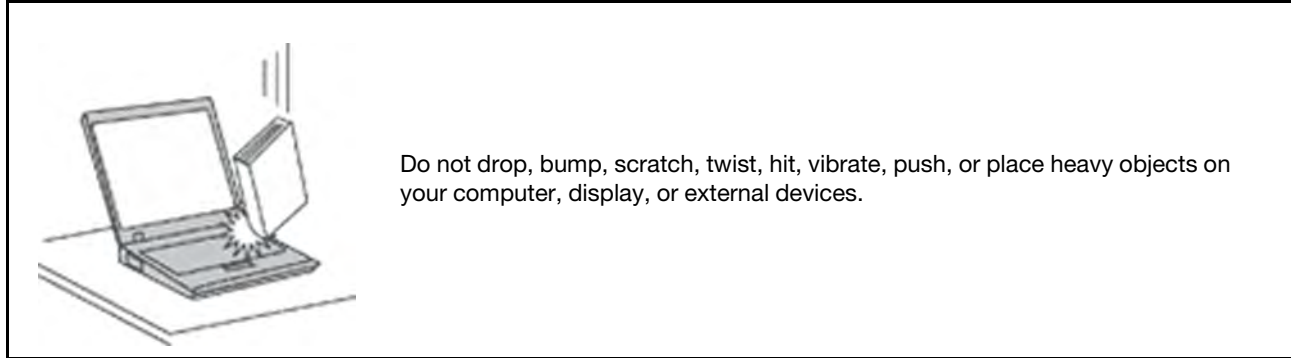 Do not drop, bump, scratch, twist, hit, vibrate, push, or place heavy objects on
your computer, display, or external devices.